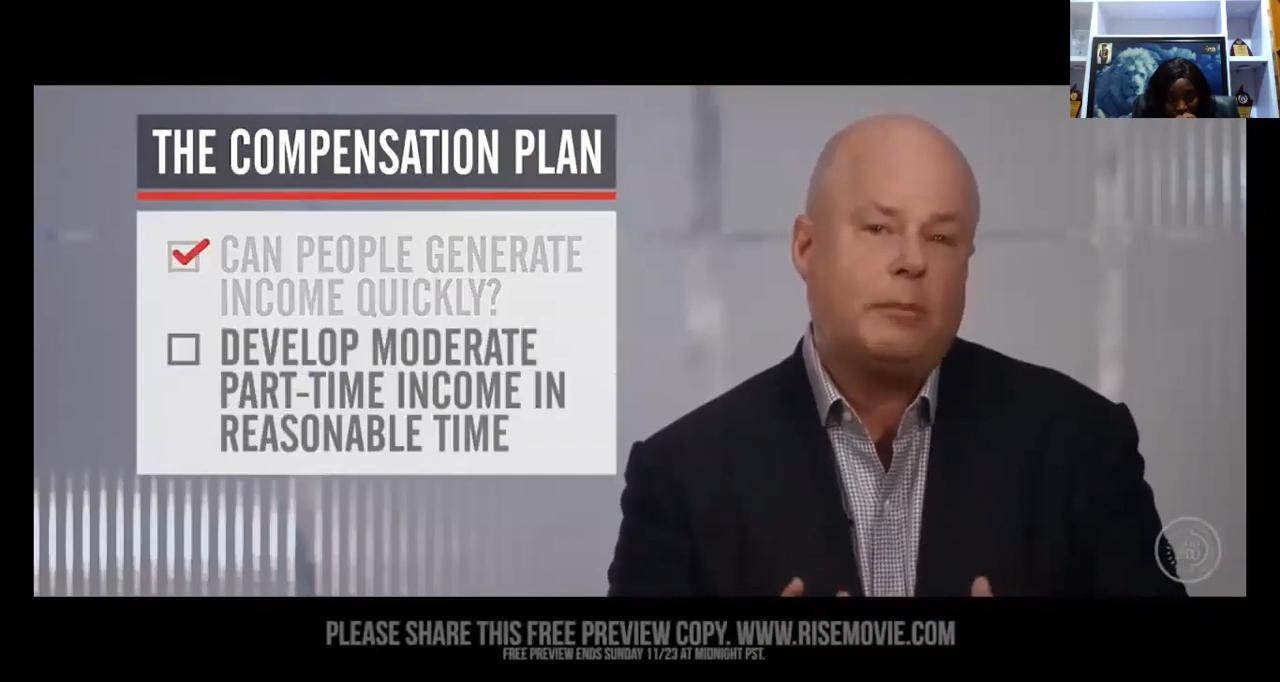 THE COMPENSATION PLAN
CAN PEOPLE GENERATE
INCOME QUICKLY?
DEVELOP MODERATE
PART-TIME INCOME IN
REASONABLE TIME
PLEASE SHARE THIS FREE PREVIEW COPY. WWW.RISEMOVIE.COM
FREE PREVIEW ENDS SUNDAY 11/23 AT MIDNIGHT PST.